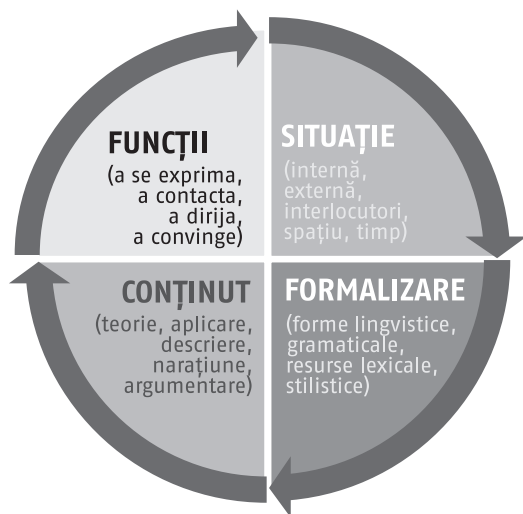 FUNCȚII
(a se exprima,
a contacta,
a dirija,
a convinge)
SITUAȚIE
(internă,
externă,
interlocutori,
spațiu, timp)
CONȚINUT
(teorie, aplicare,
descriere,
narațiune,
argumentare)
FORMALIZARE
(forme lingvistice,
gramaticale,
resurse lexicale,
stilistice)